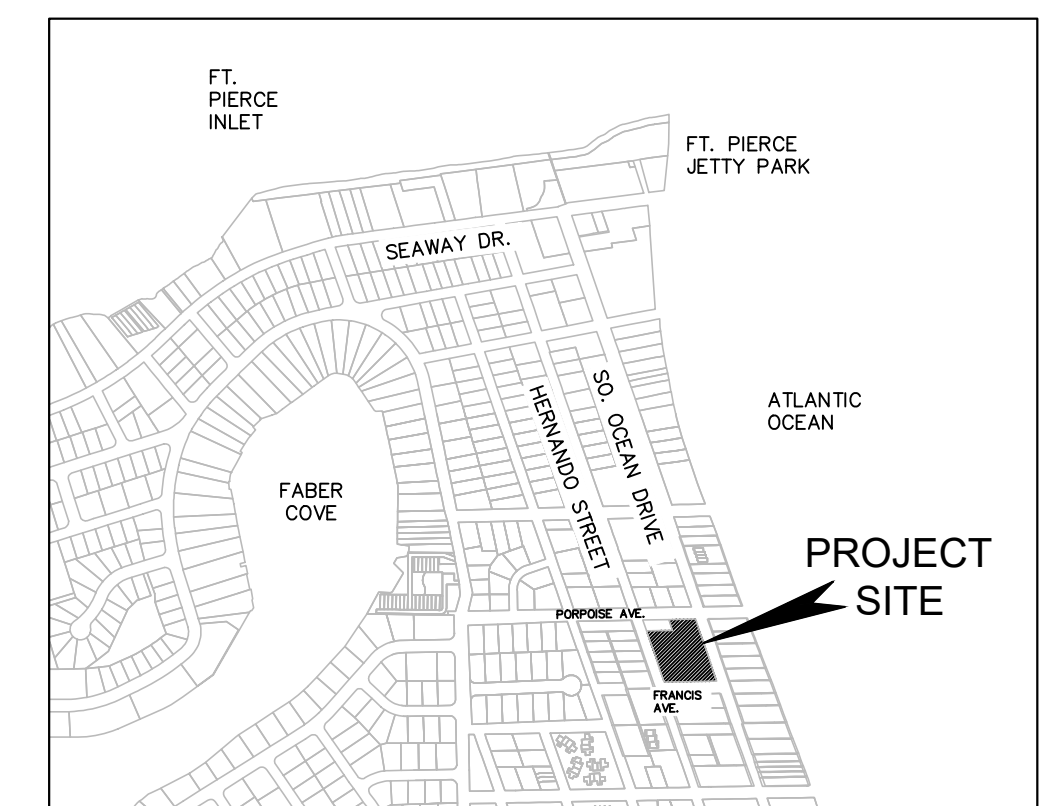 FT.
PIERCE
INLET
FT. PIERCE
JETTY PARK
SEAWAY DR.
ATLANTIC
OCEAN
SO. OCEAN DRIVE
HERNANDO STREET
FABER
COVE
PROJECT
SITE
PORPOISE AVE.
FRANCIS
AVE.